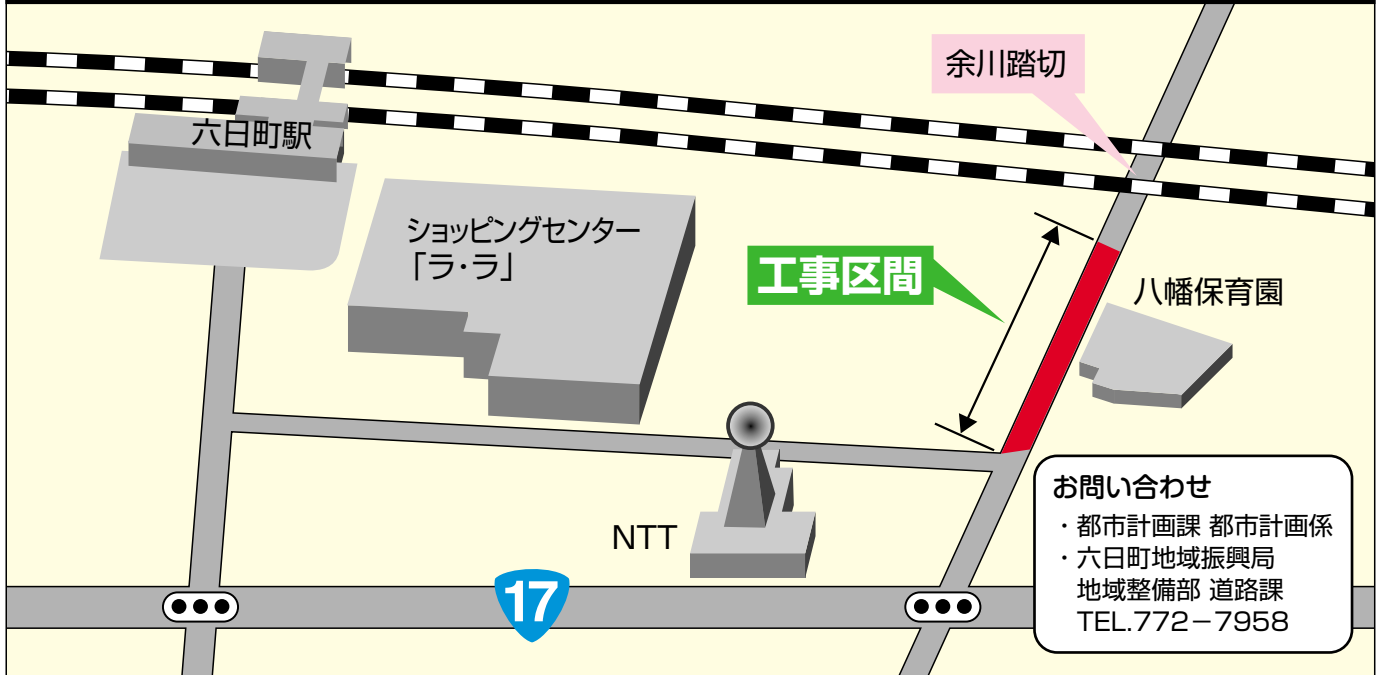 余川踏切
六日町駅
ショッピングセンター
「ラ・ラ」
工事区間
八幡保育園
NTT
17
お問い合わせ
・都市計画課 都市計画係
・六日町地域振興局
地域整備部 道路課
TEL.772－7958